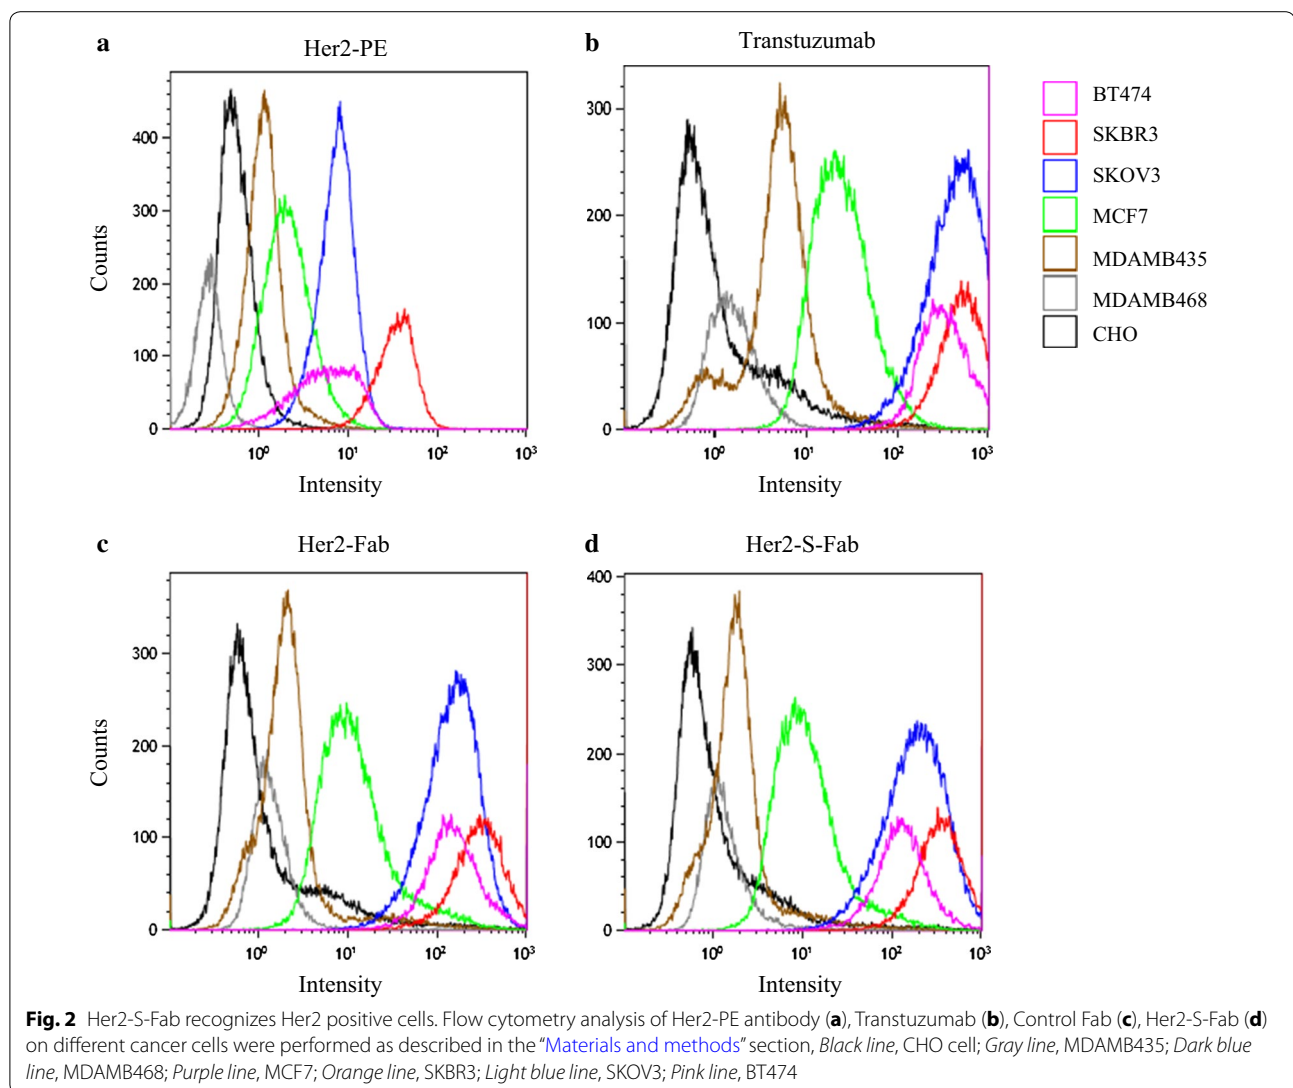 a
Her2-PE
Counts
400
300
200
100
0
10⁰ 10¹ 10² 10³
Intensity
b
Transtuzumab
300
200
100
0
10⁰ 10¹ 10² 10³
Intensity
BT474
SKBR3
SKOV3
MCF7
MDAMB435
MDAMB468
CHO
c
Her2-Fab
Counts
300
200
100
0
10⁰ 10¹ 10² 10³
Intensity
d
Her2-S-Fab
400
300
200
100
0
10⁰ 10¹ 10² 10³
Intensity
Fig. 2 Her2-S-Fab recognizes Her2 positive cells. Flow cytometry analysis of Her2-PE antibody (a), Transtuzumab (b), Control Fab (c), Her2-S-Fab (d)
on different cancer cells were performed as described in the “Materials and methods” section, Black line, CHO cell; Gray line, MDAMB435; Dark blue
line, MDAMB468; Purple line, MCF7; Orange line, SKBR3; Light blue line, SKOV3; Pink line, BT474